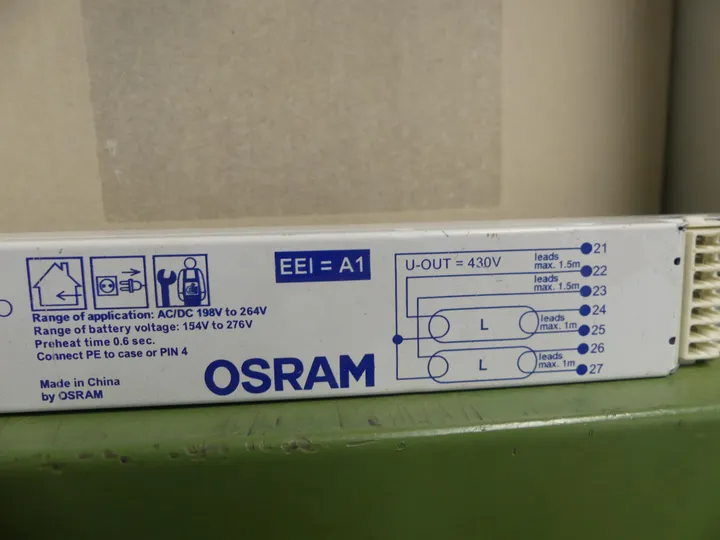 EEI = A1
Range of application: AC/DC 198V to 264V
Range of battery voltage: 154V to 276V
Preheat time 0.6 sec.
Connect PE to case or PIN 4
Made in China
by OSRAM
OSRAM
U-OUT = 430V
leads
max. 1.5m
21
22
leads
max. 1.5m
23
24
L
leads
max. 1m
25
26
L
leads
max. 1m
27